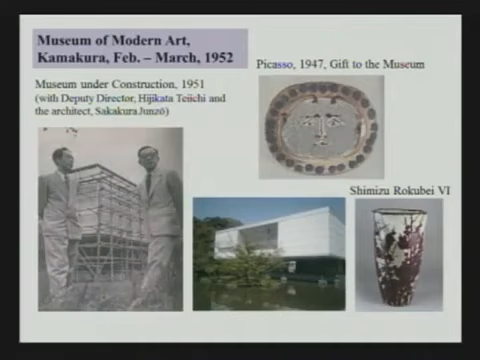 Museum of Modern Art,
Kamakura, Feb. – March, 1952
Picasso, 1947, Gift to the Museum
Museum under Construction, 1951
(with Deputy Director, Hijikata Teiichi and
the architect, Sakakura Junzō)
Shimizu Rokubei VI